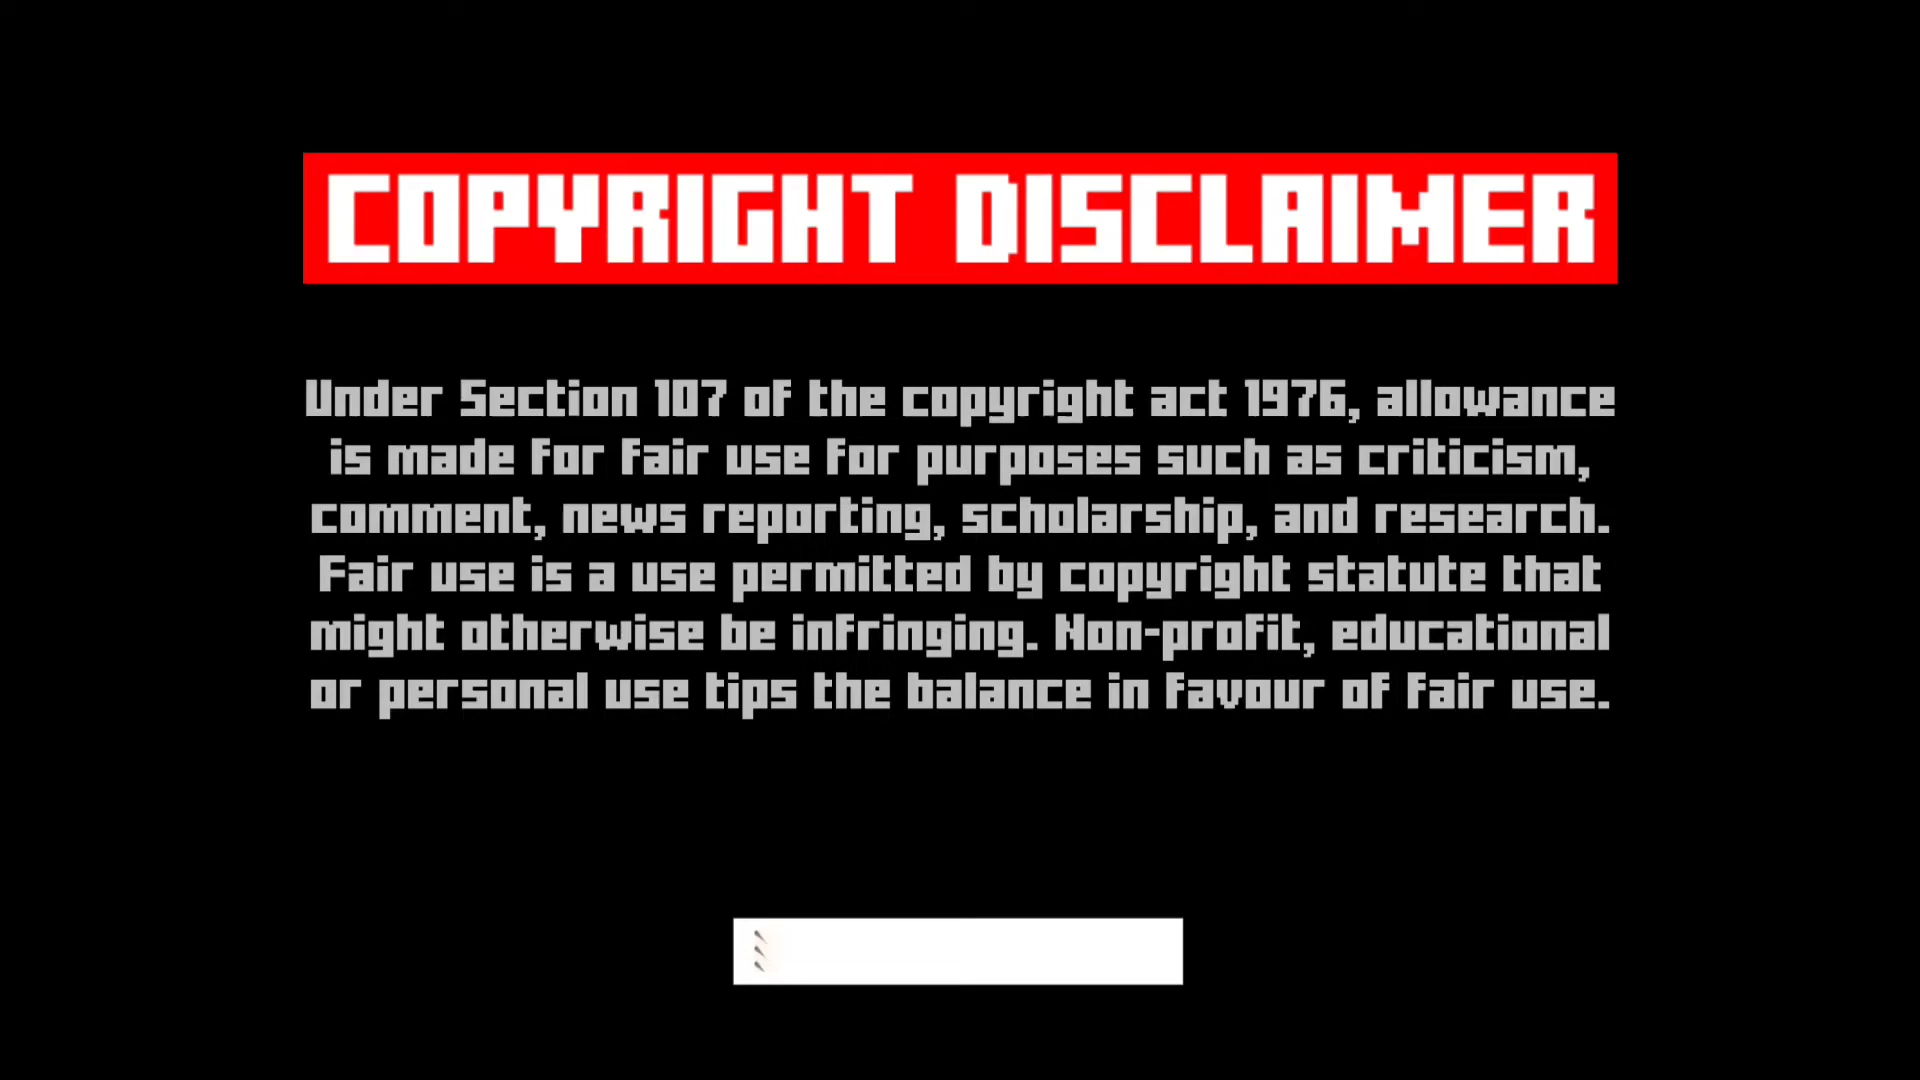 COPYRIGHT DISCLAIMER
Under Section 107 of the copyright act 1976, allowance
is made for fair use for purposes such as criticism,
comment, news reporting, scholarship, and research.
Fair use is a use permitted by copyright statute that
might otherwise be infringing. Non-profit, educational
or personal use tips the balance in favour of fair use.